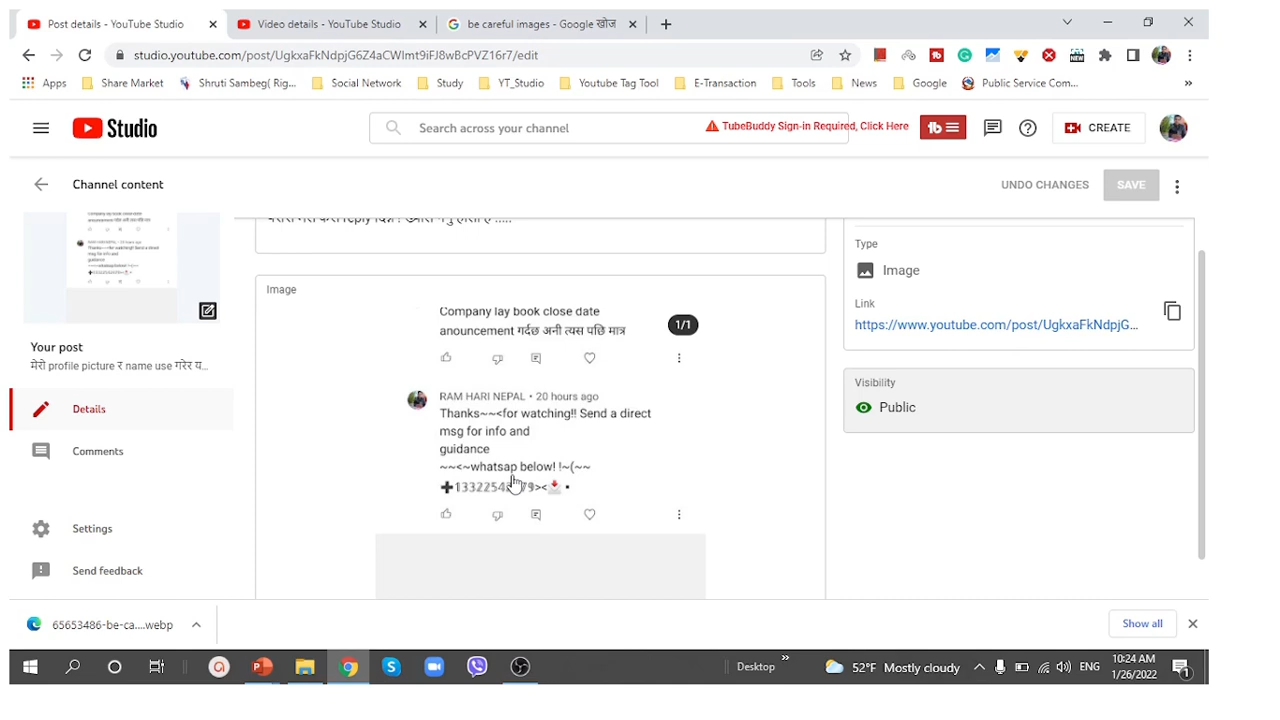 Post details - YouTube Studio
Video details - YouTube Studio
be careful images - Google खोज
studio.youtube.com/post/UgkxaFkNdpjG6Z4aCWImt9iFJ8wBcPVZ16r7/edit
Apps
Share Market
Shruti Sambeg( Rig...
Social Network
Study
YT_Studio
Youtube Tag Tool
E-Transaction
Tools
News
Google
Public Service Com...
»
Studio
Search across your channel
TubeBuddy Sign-in Required, Click Here
tb
CREATE
Channel content
UNDO CHANGES
SAVE
Your post
मेरो profile picture र name use गरेर य...
Details
Comments
Settings
Send feedback
Image
Company lay book close date
anouncement गर्दछ अनी त्यस पछि मात्र
1/1
RAM HARI NEPAL • 20 hours ago
Thanks~~<for watching!! Send a direct
msg for info and
guidance
~~<~whatsap below! !~(~~
Type
Image
Link
https://www.youtube.com/post/UgkxaFkNdpjG...
Visibility
Public
65653486-be-ca....webp
Show all
Desktop
»
52°F Mostly cloudy
ENG
10:24 AM
1/26/2022
1